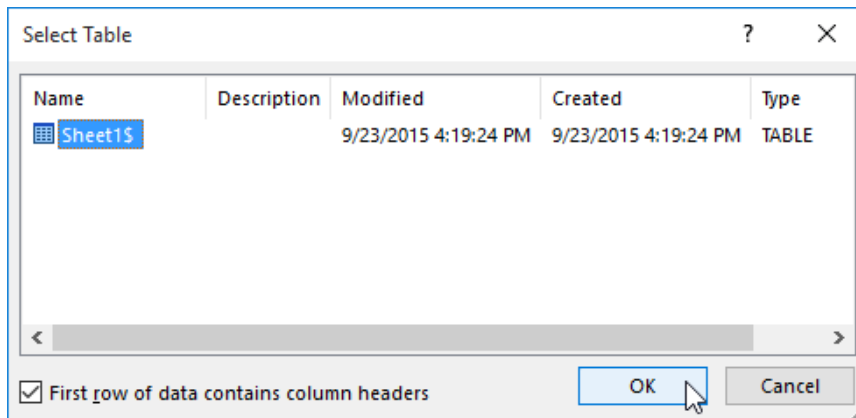 Select Table ?
Name Description Modified Created Type
Sheet1$ 9/23/2015 4:19:24 PM 9/23/2015 4:19:24 PM TABLE
First row of data contains column headers OK Cancel